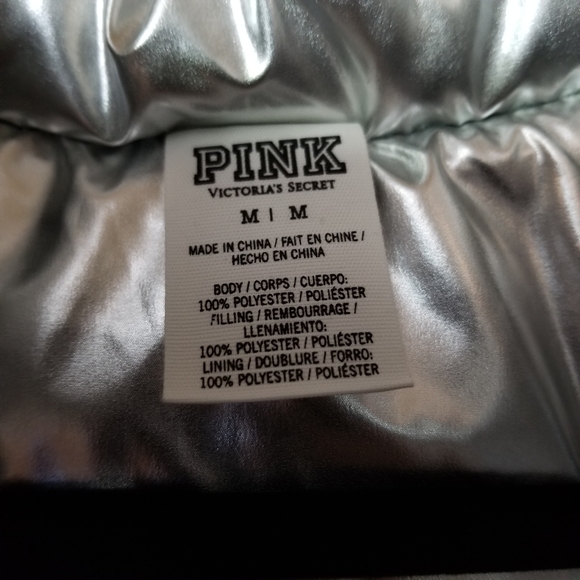 PINK
VICTORIA'S SECRET
M | M
MADE IN CHINA / FAIT EN CHINE /
HECHO EN CHINA
BODY / CORPS / CUERPO:
100% POLYESTER / POLIÉSTER
FILLING / REMBOURRAGE /
LLENAMIENTO:
100% POLYESTER / POLIÉSTER
LINING / DOUBLURE / FORRO:
100% POLYESTER / POLIÉSTER